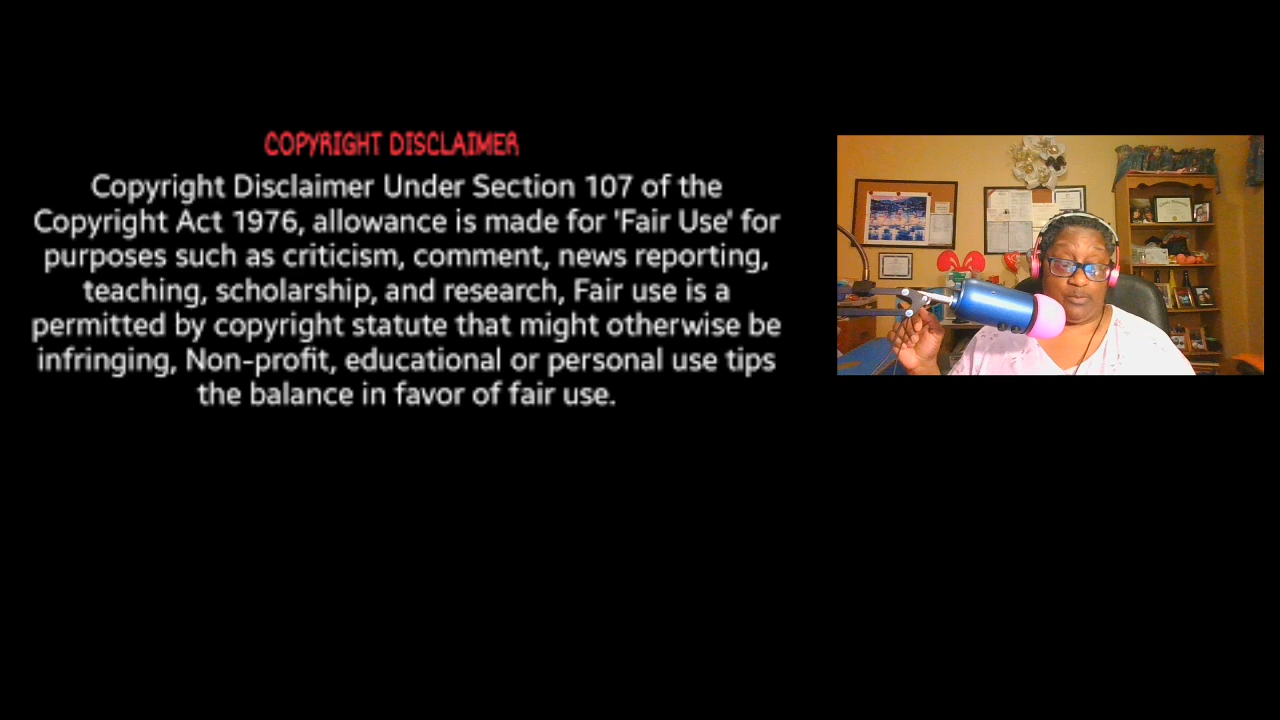 COPYRIGHT DISCLAIMER
Copyright Disclaimer Under Section 107 of the
Copyright Act 1976, allowance is made for 'Fair Use' for
purposes such as criticism, comment, news reporting,
teaching, scholarship, and research, Fair use is a
permitted by copyright statute that might otherwise be
infringing, Non-profit, educational or personal use tips
the balance in favor of fair use.